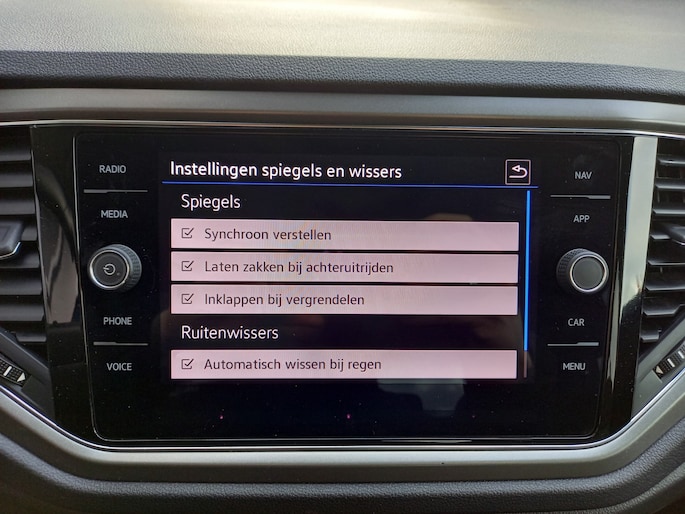 Instellingen spiegels en wissers
Spiegels
Synchroon verstellen
Laten zakken bij achteruitrijden
Inklappen bij vergrendelen
Ruitenwissers
Automatisch wissen bij regen
RADIO
MEDIA
PHONE
VOICE
NAV
APP
CAR
MENU